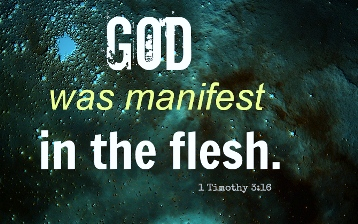 GOD
was manifest
in the flesh.
1 Timothy 3:16